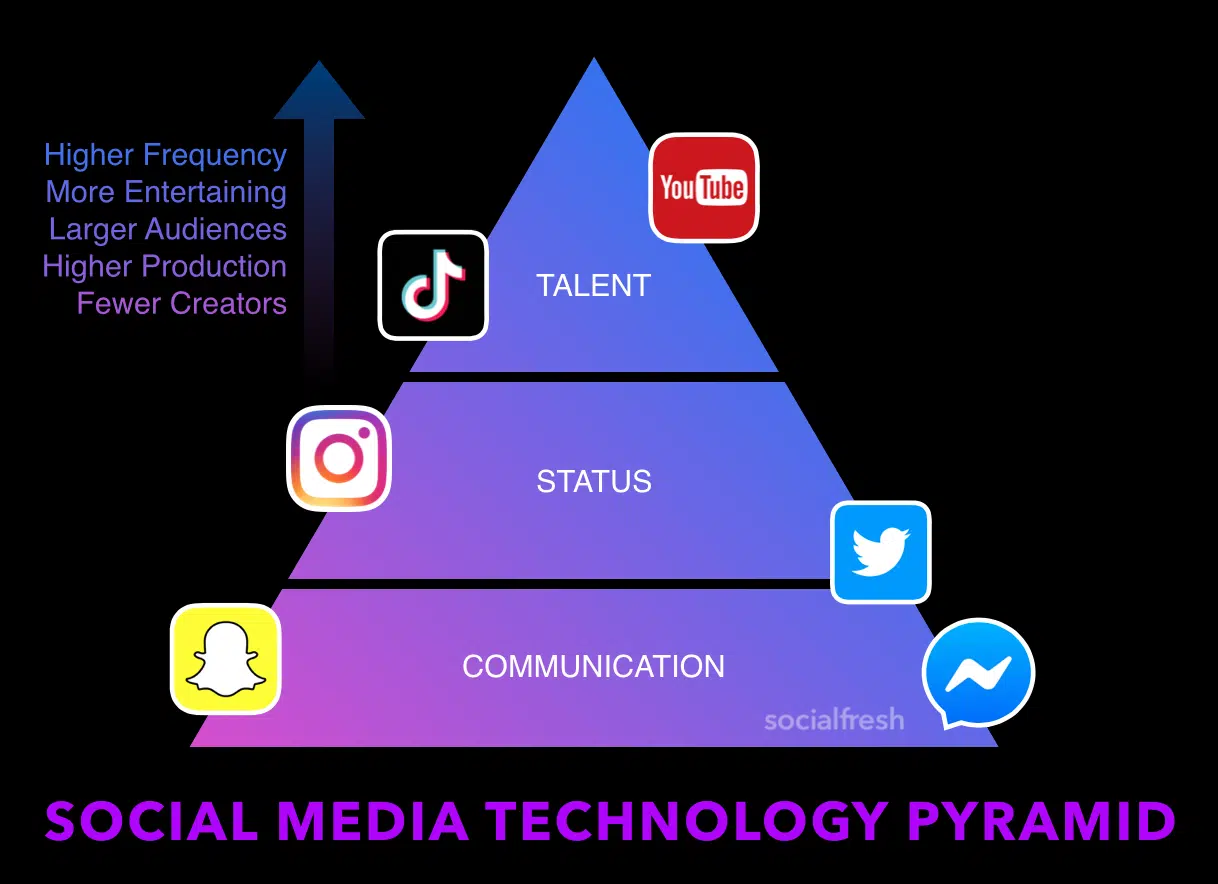 Higher Frequency
More Entertaining
Larger Audiences
Higher Production
Fewer Creators
YouTube
TALENT
STATUS
COMMUNICATION
socialfresh
SOCIAL MEDIA TECHNOLOGY PYRAMID